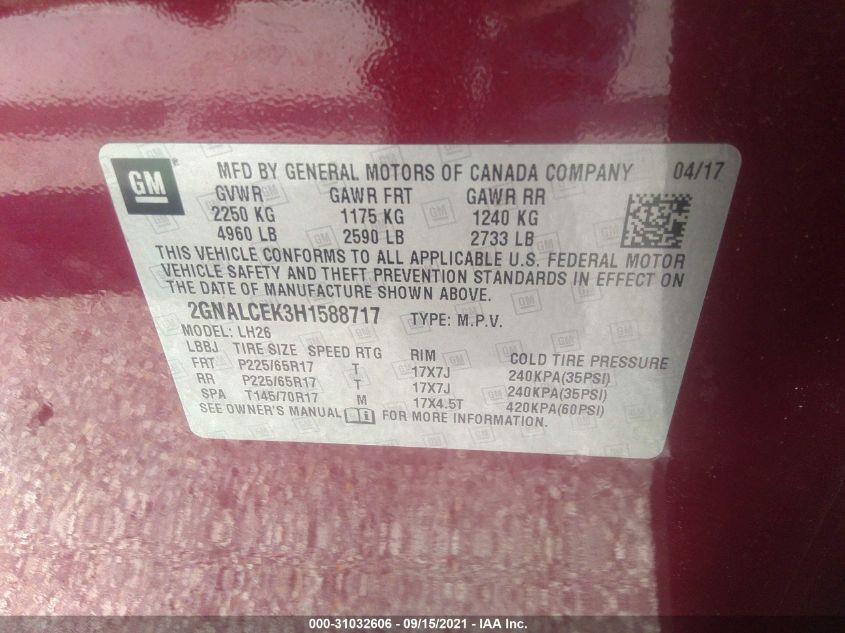 GM MFD BY GENERAL MOTORS OF CANADA COMPANY 04/17
GVWR GAWR FRT GAWR RR
2250 KG 1175 KG 1240 KG
4960 LB 2590 LB 2733 LB
THIS VEHICLE CONFORMS TO ALL APPLICABLE U.S. FEDERAL MOTOR
VEHICLE SAFETY AND THEFT PREVENTION STANDARDS IN EFFECT ON
THE DATE OF MANUFACTURE SHOWN ABOVE.
2GNALCEK3H1588717 TYPE: M.P.V.
MODEL: LH26
LBBJ TIRE SIZE SPEED RTG RIM COLD TIRE PRESSURE
FRT P225/65R17 T 17X7J 240KPA(35PSI)
RR P225/65R17 T 17X7J 240KPA(35PSI)
SPA T145/70R17 M 17X4.5T 420KPA(60PSI)
SEE OWNER'S MANUAL FOR MORE INFORMATION.
000-31032606 - 09/15/2021 - IAA Inc.